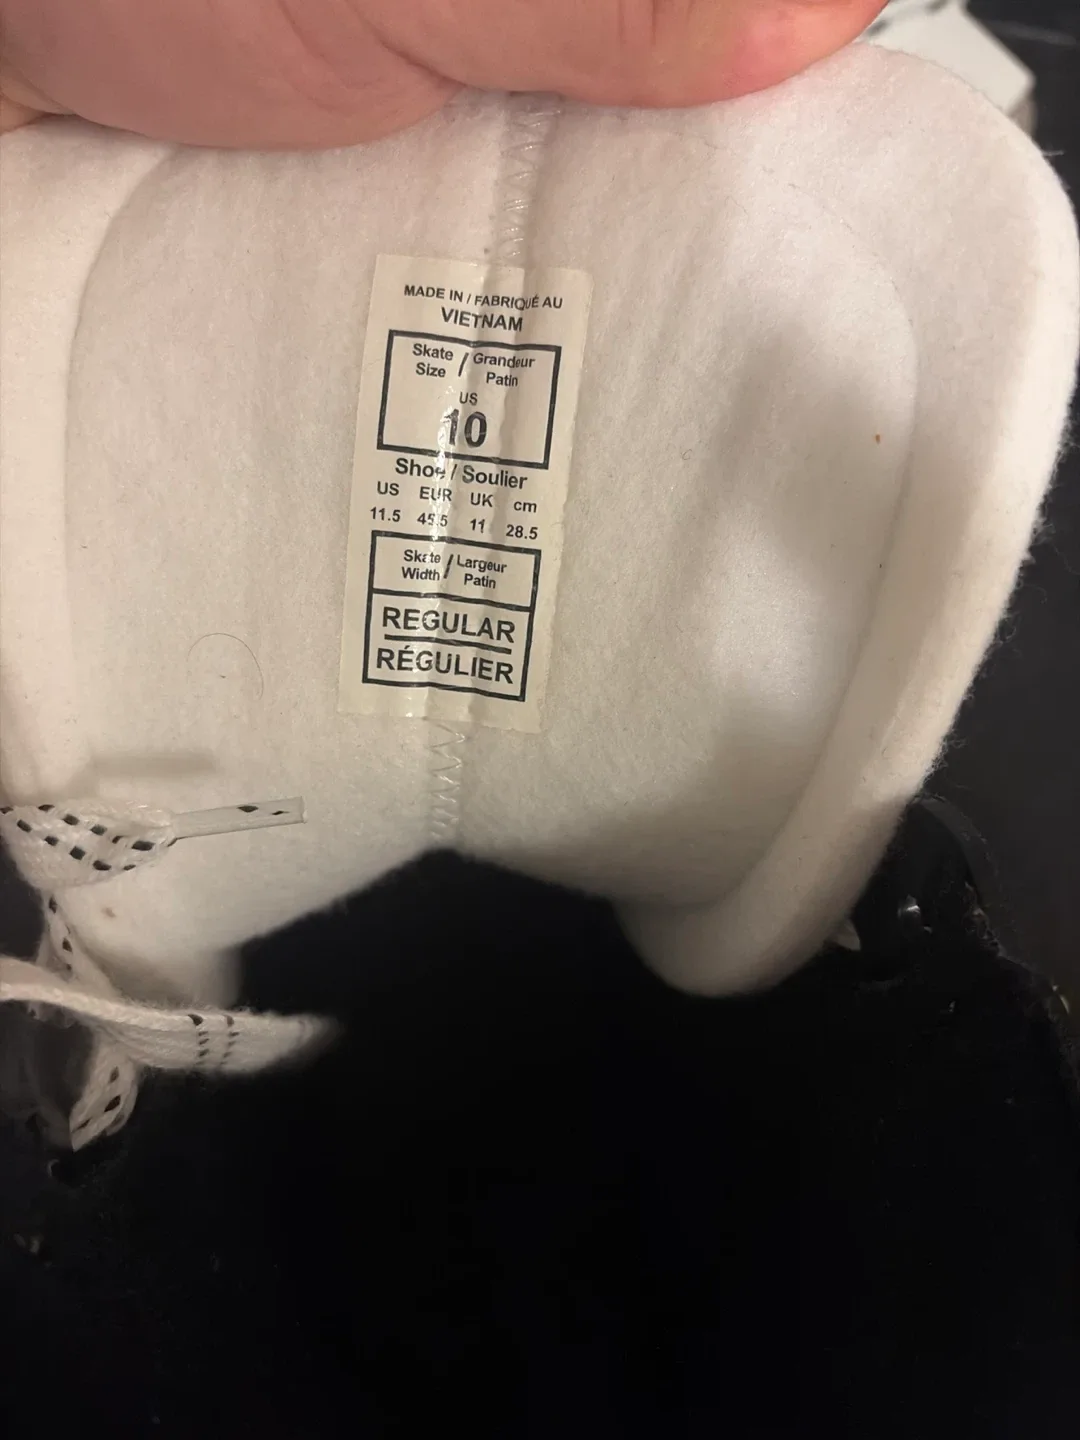 MADE IN / FABRIQUÉ AU
VIETNAM
Skate Size / Grandeur Patin
US
10
Shoe / Soulier
US EUR UK cm
11.5 45.5 11 28.5
Skate Width / Largeur Patin
REGULAR
RÉGULIER